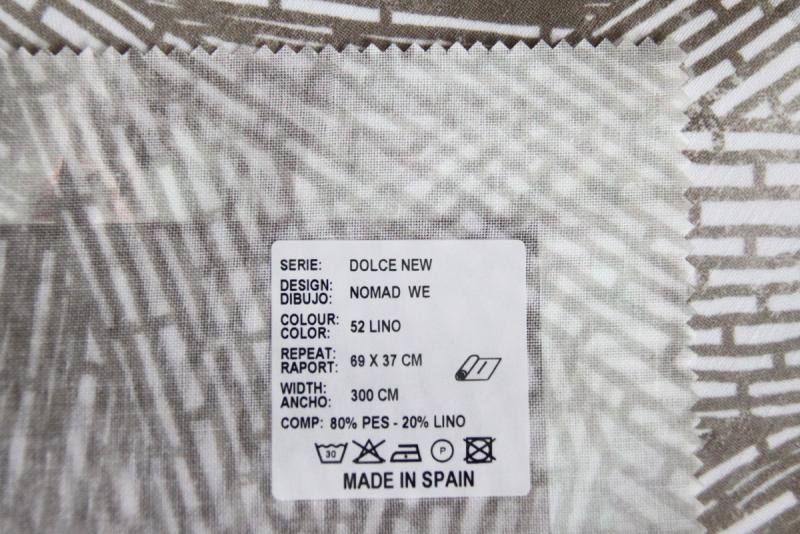 SERIE: DOLCE NEW
DESIGN:
DIBUJO: NOMAD WE
COLOUR:
COLOR: 52 LINO
REPEAT:
RAPORT: 69 X 37 CM
WIDTH:
ANCHO: 300 CM
COMP: 80% PES - 20% LINO
30 P
MADE IN SPAIN